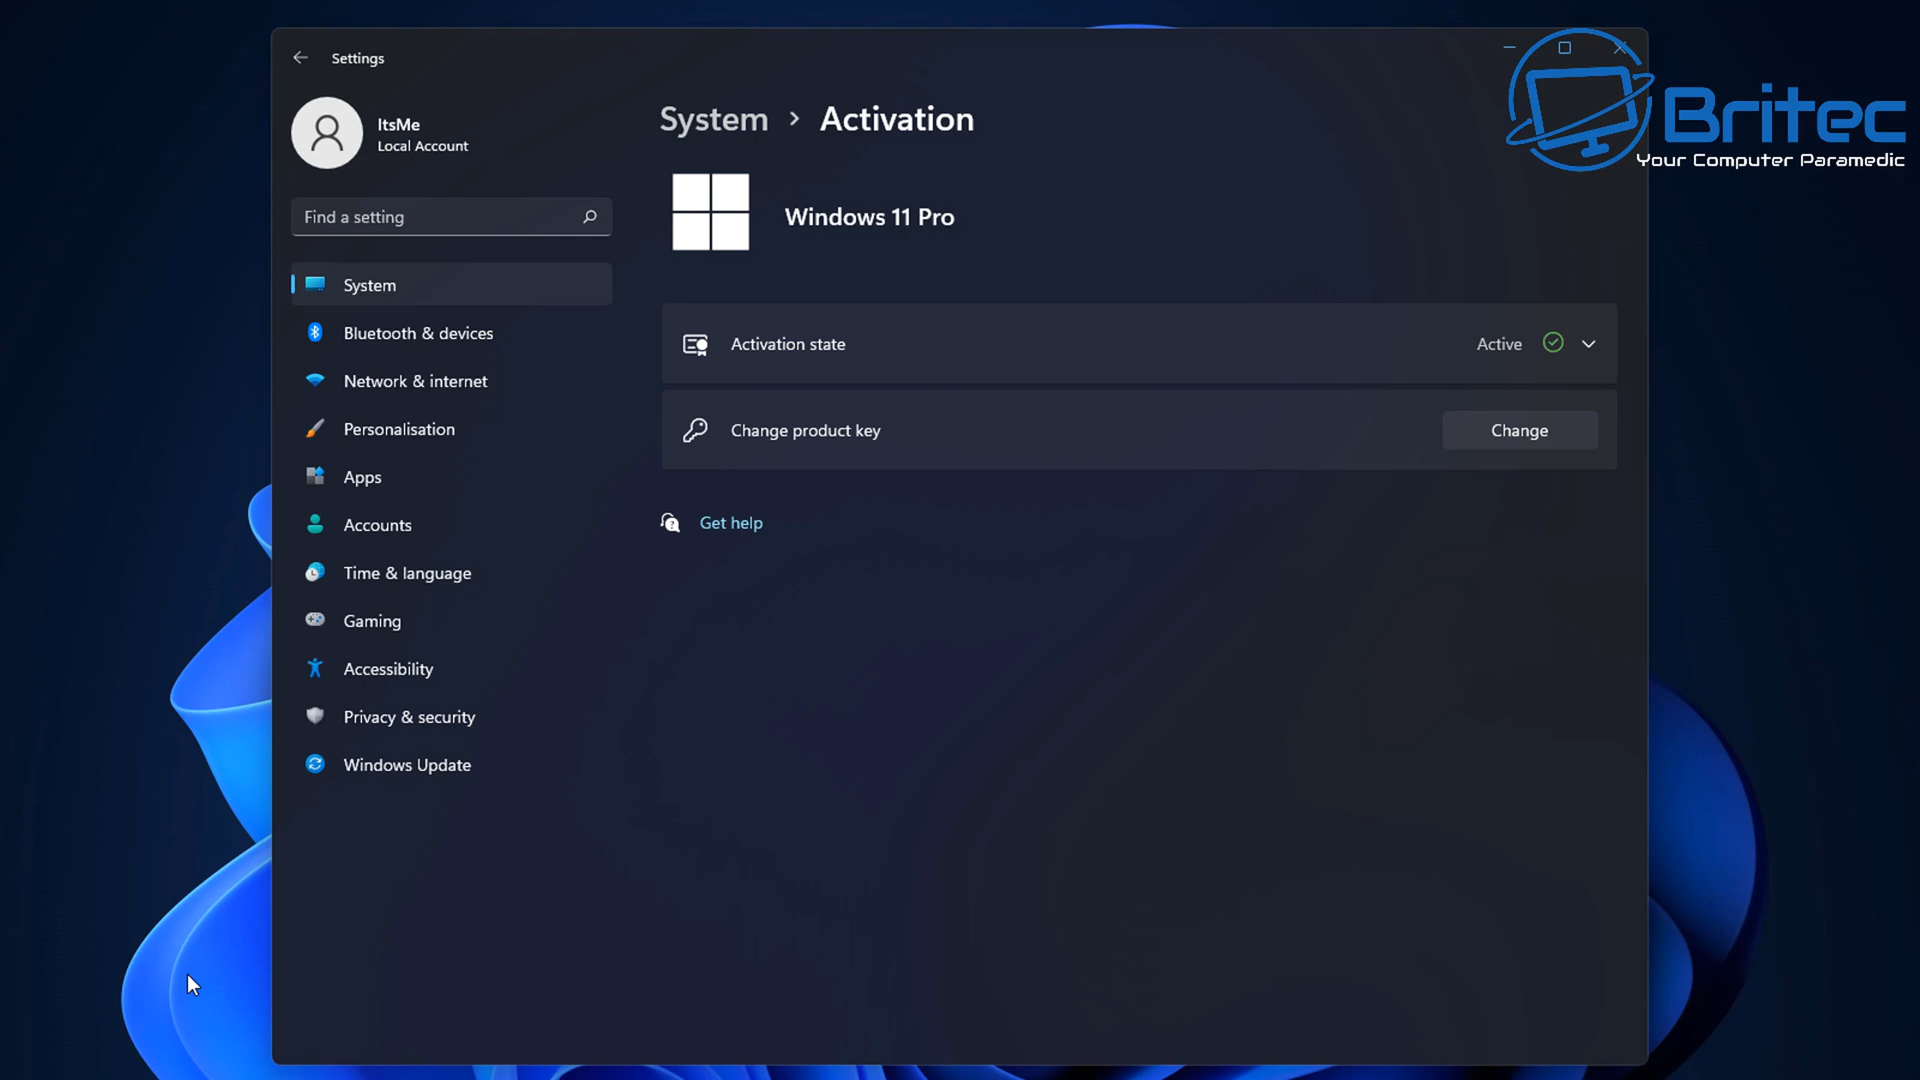 Settings
ItsMe
Local Account
Find a setting
System
Bluetooth & devices
Network & internet
Personalisation
Apps
Accounts
Time & language
Gaming
Accessibility
Privacy & security
Windows Update
System > Activation
Windows 11 Pro
Activation state Active
Change product key Change
Get help
Britec
Your Computer Paramedic